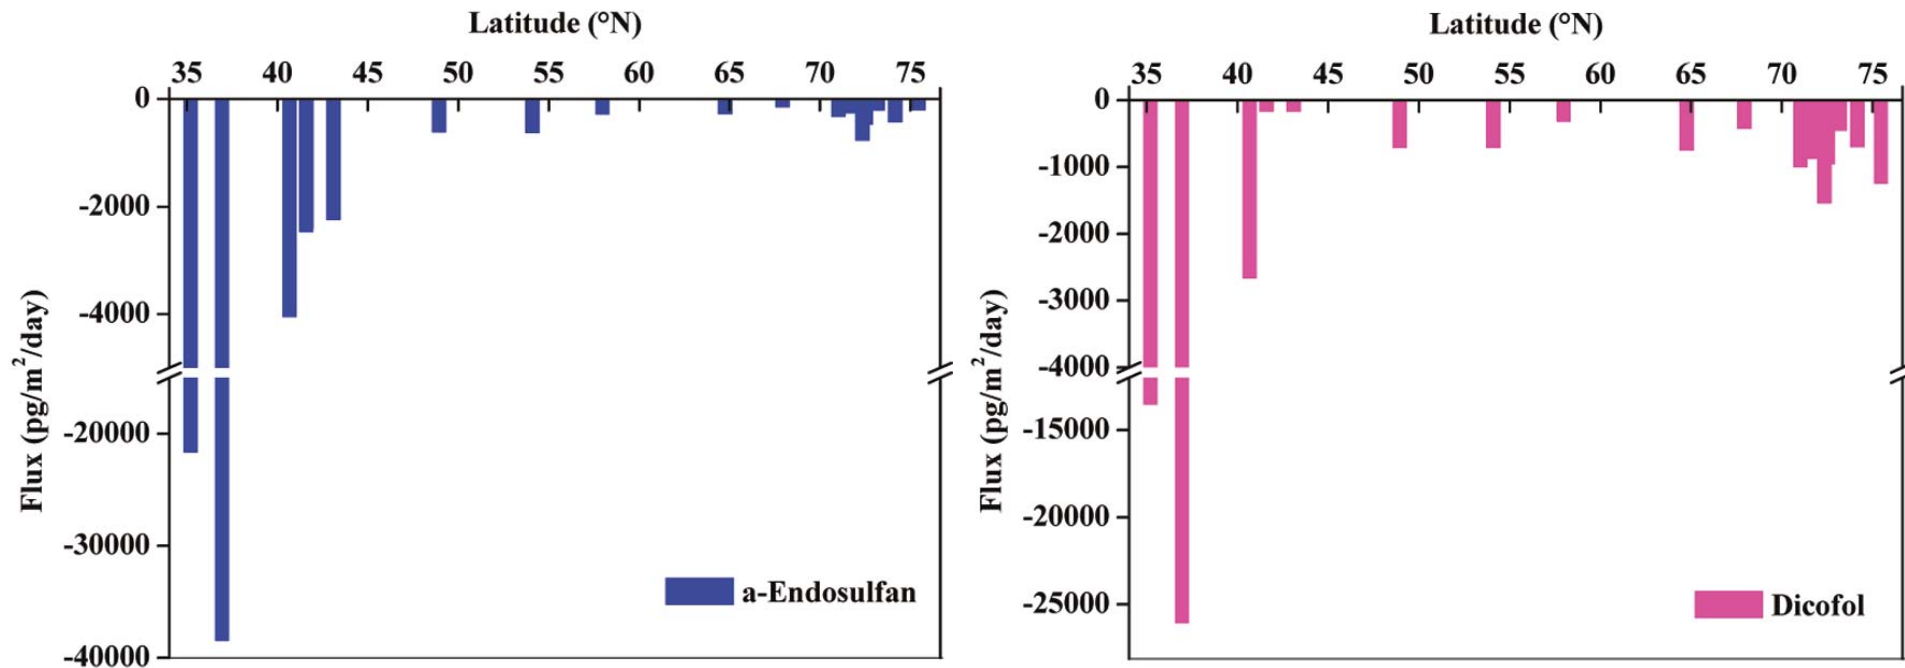 Latitude (°N)
35 40 45 50 55 60 65 70 75
0
-2000
-4000
-20000
-30000
-40000
Flux (pg/m²/day)
a-Endosulfan
Latitude (°N)
35 40 45 50 55 60 65 70 75
0
-1000
-2000
-3000
-4000
-15000
-20000
-25000
Flux (pg/m²/day)
Dicofol